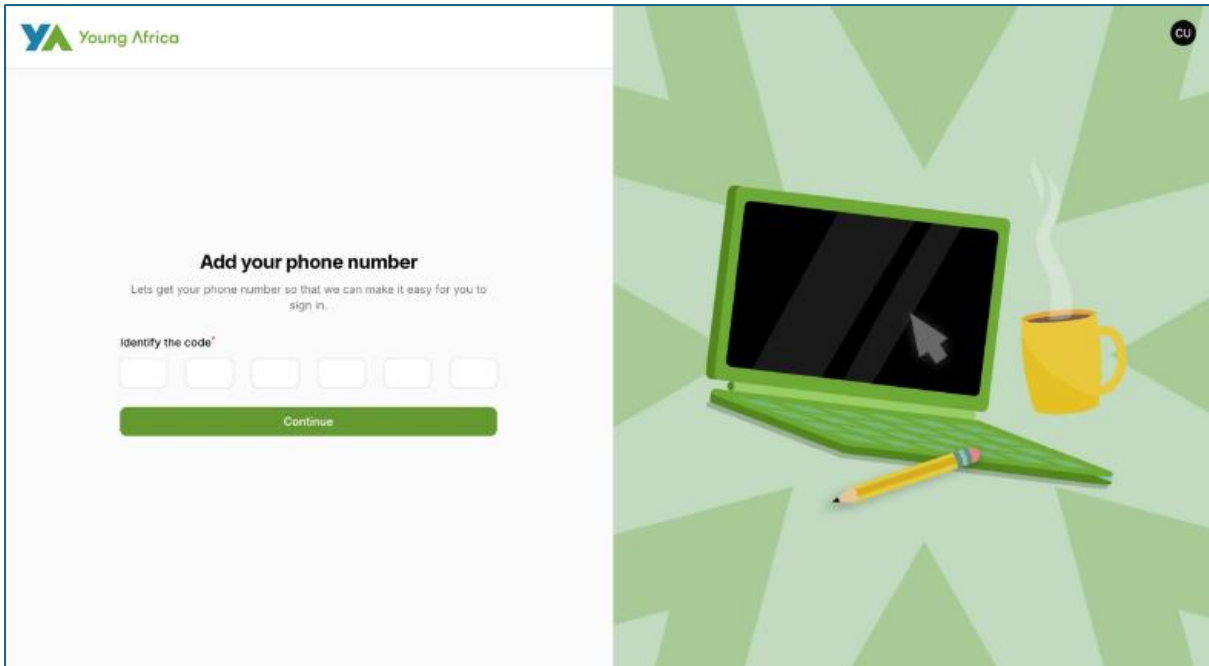 YA Young Africa
CU
Add your phone number
Lets get your phone number so that we can make it easy for you to
sign in.
Identify the code*
Continue